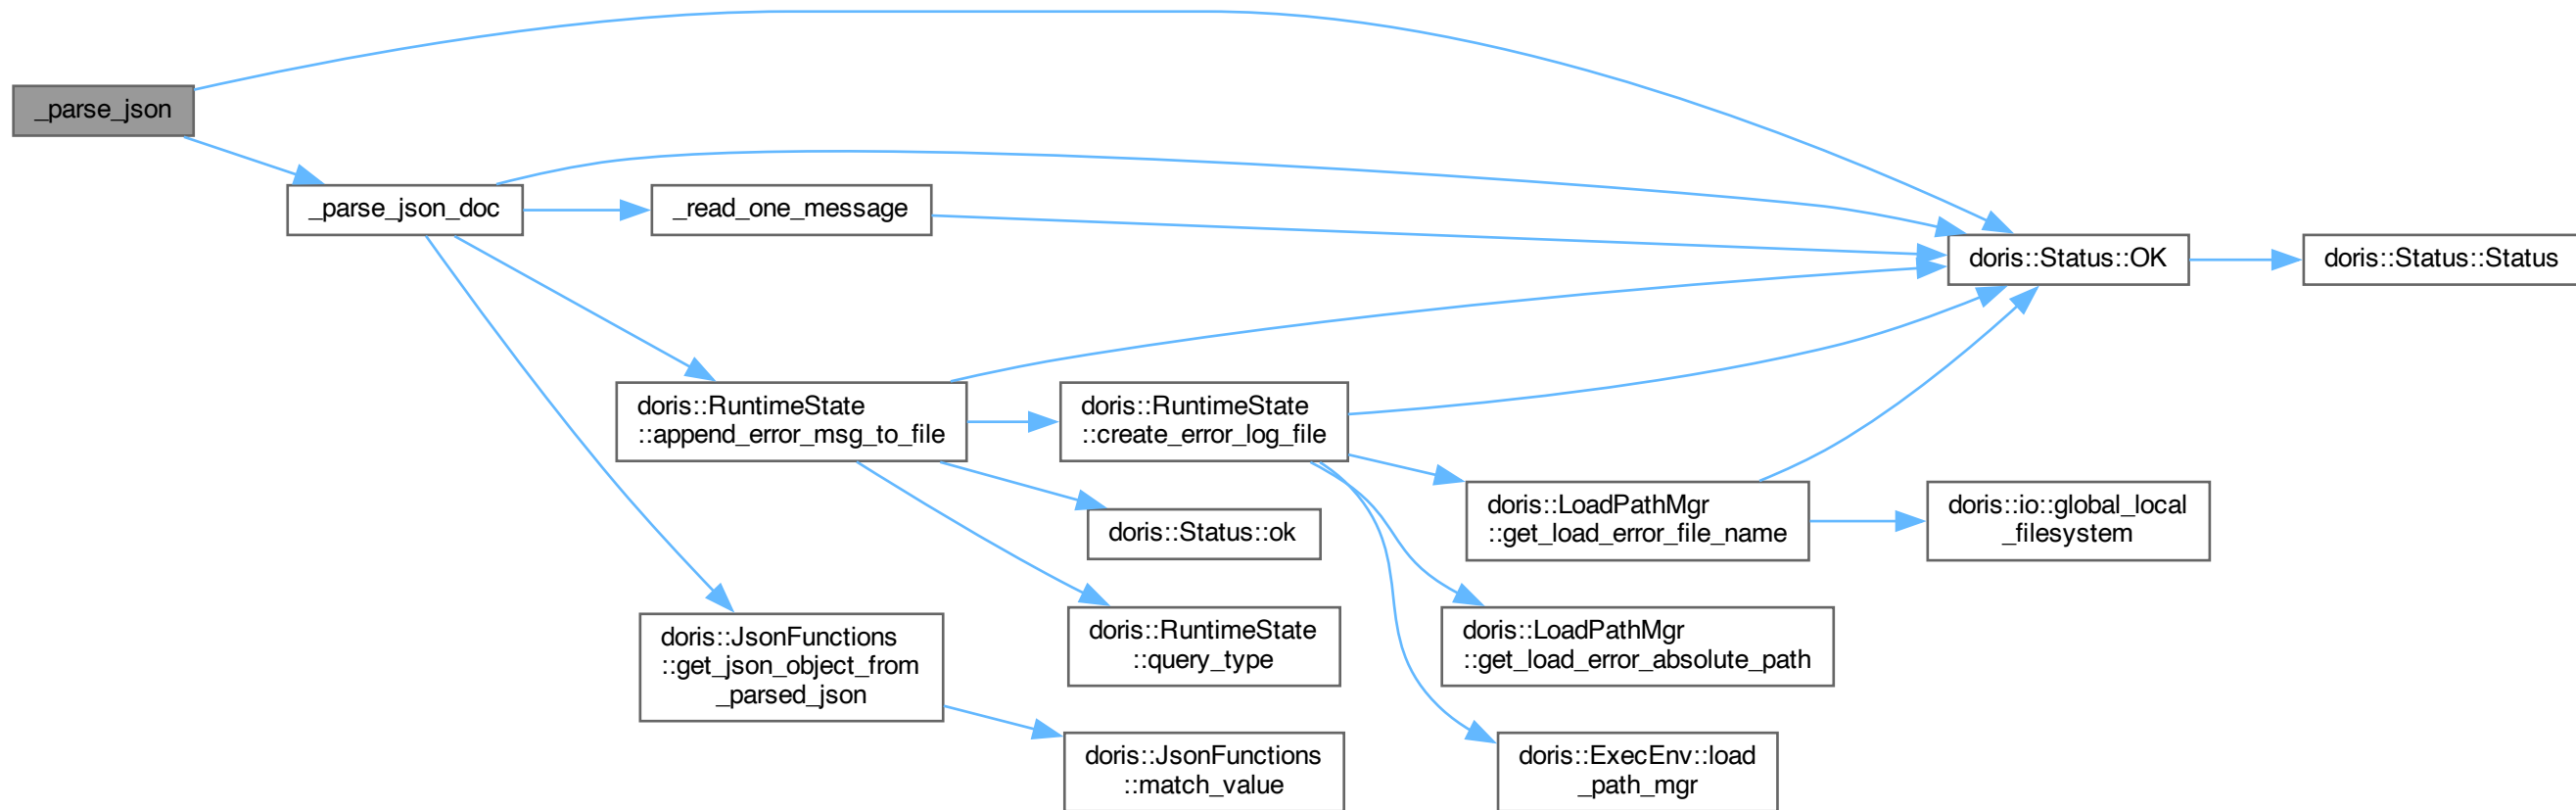 _parse_json
_parse_json_doc
_read_one_message
doris::Status::OK
doris::Status::Status
doris::RuntimeState
::append_error_msg_to_file
doris::RuntimeState
::create_error_log_file
doris::LoadPathMgr
::get_load_error_file_name
doris::io::global_local
_filesystem
doris::Status::ok
doris::RuntimeState
::query_type
doris::LoadPathMgr
::get_load_error_absolute_path
doris::JsonFunctions
::get_json_object_from
_parsed_json
doris::JsonFunctions
::match_value
doris::ExecEnv::load
_path_mgr